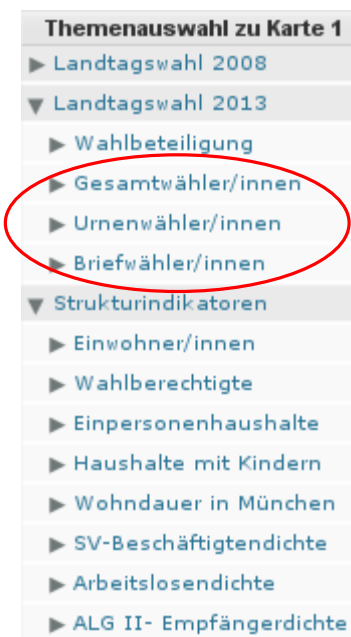 Themenauswahl zu Karte 1
Landtagswahl 2008
Landtagswahl 2013
Wahlbeteiligung
Gesamtwähler/innen
Urnenwähler/innen
Briefwähler/innen
Strukturindikatoren
Einwohner/innen
Wahlberechtigte
Einpersonenhaushalte
Haushalte mit Kindern
Wohndauer in München
SV-Beschäftigtendichte
Arbeitslosendichte
ALG II- Empfängerdichte